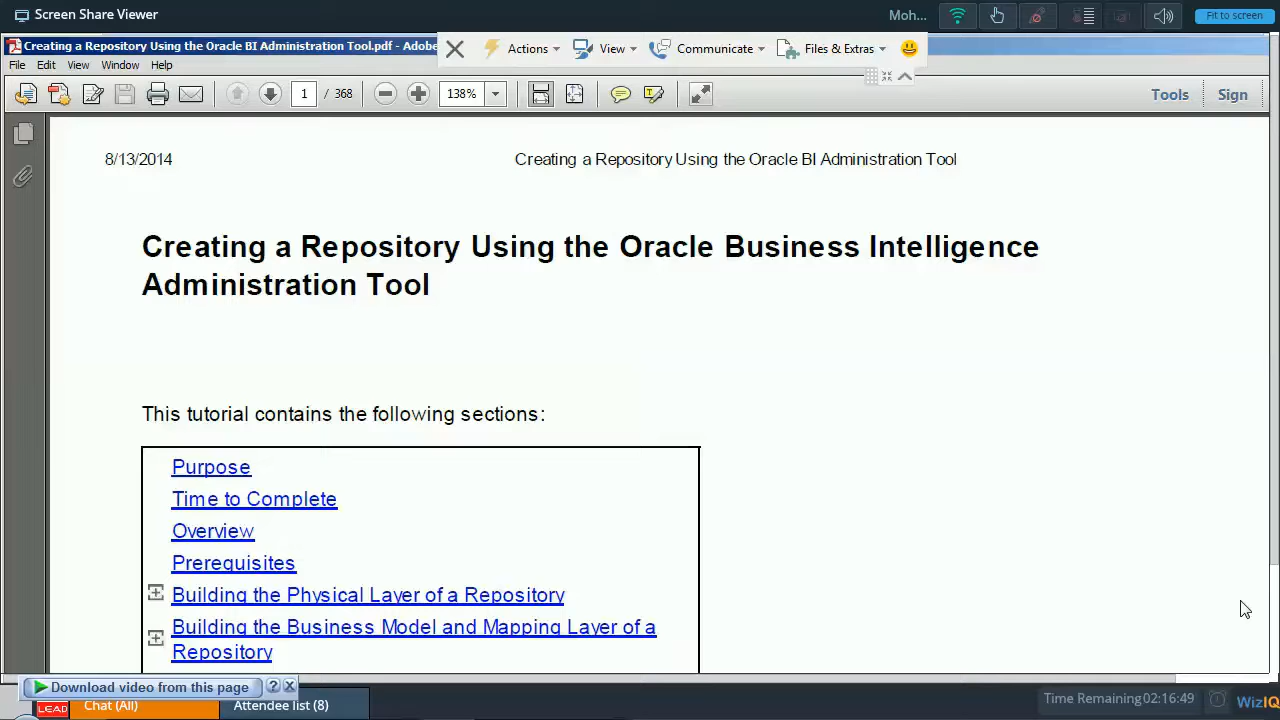 Screen Share Viewer
Moh...
Fit to screen
Creating a Repository Using the Oracle BI Administration Tool.pdf - Adobe
Actions
View
Communicate
Files & Extras
File Edit View Window Help
1 / 368
138%
Tools
Sign
8/13/2014
Creating a Repository Using the Oracle BI Administration Tool
Creating a Repository Using the Oracle Business Intelligence
Administration Tool
This tutorial contains the following sections:
Purpose
Time to Complete
Overview
Prerequisites
Building the Physical Layer of a Repository
Building the Business Model and Mapping Layer of a
Repository
Download video from this page
?
LEAD
Chat (All)
Attendee list (8)
Time Remaining 02:16:49
WizIQ